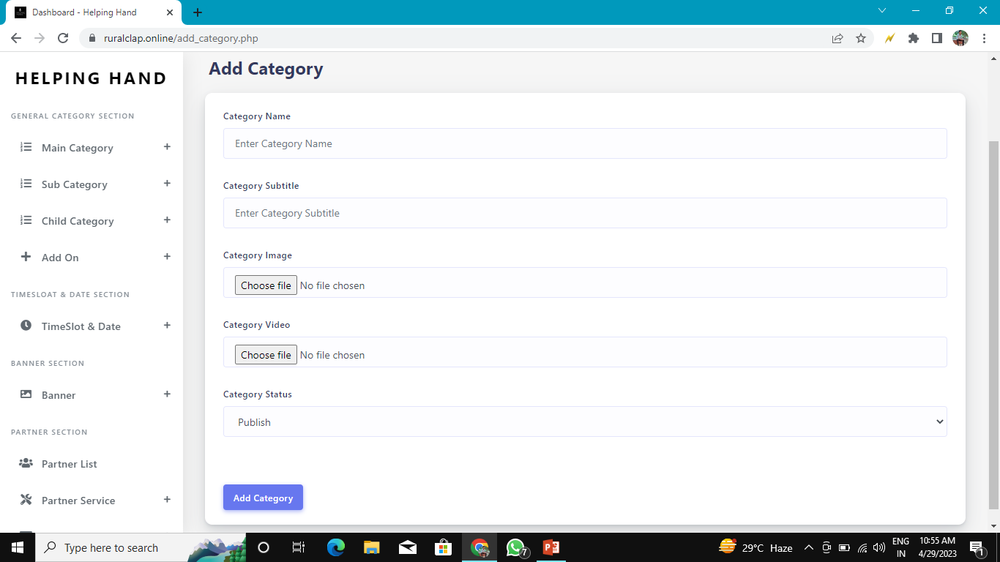 Dashboard - Helping Hand
ruralclap.online/add_category.php
HELPING HAND
GENERAL CATEGORY SECTION
Main Category +
Sub Category +
Child Category +
Add On +
TIMESLOAT & DATE SECTION
TimeSlot & Date +
BANNER SECTION
Banner +
PARTNER SECTION
Partner List
Partner Service +
Add Category
Category Name
Enter Category Name
Category Subtitle
Enter Category Subtitle
Category Image
Choose file No file chosen
Category Video
Choose file No file chosen
Category Status
Publish
Add Category
Type here to search
7
29°C Haze
ENG
IN
10:55 AM
4/29/2023
1